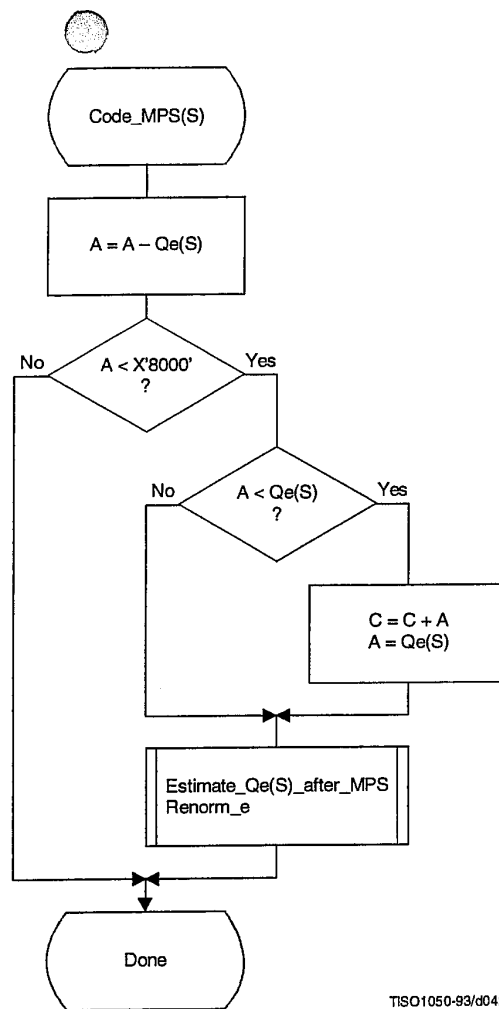 Code_MPS(S)
A = A – Qe(S)
No
A < X'8000'
?
Yes
No
A < Qe(S)
?
Yes
C = C + A
A = Qe(S)
Estimate_Qe(S)_after_MPS
Renorm_e
Done
TISO1050-93/d04